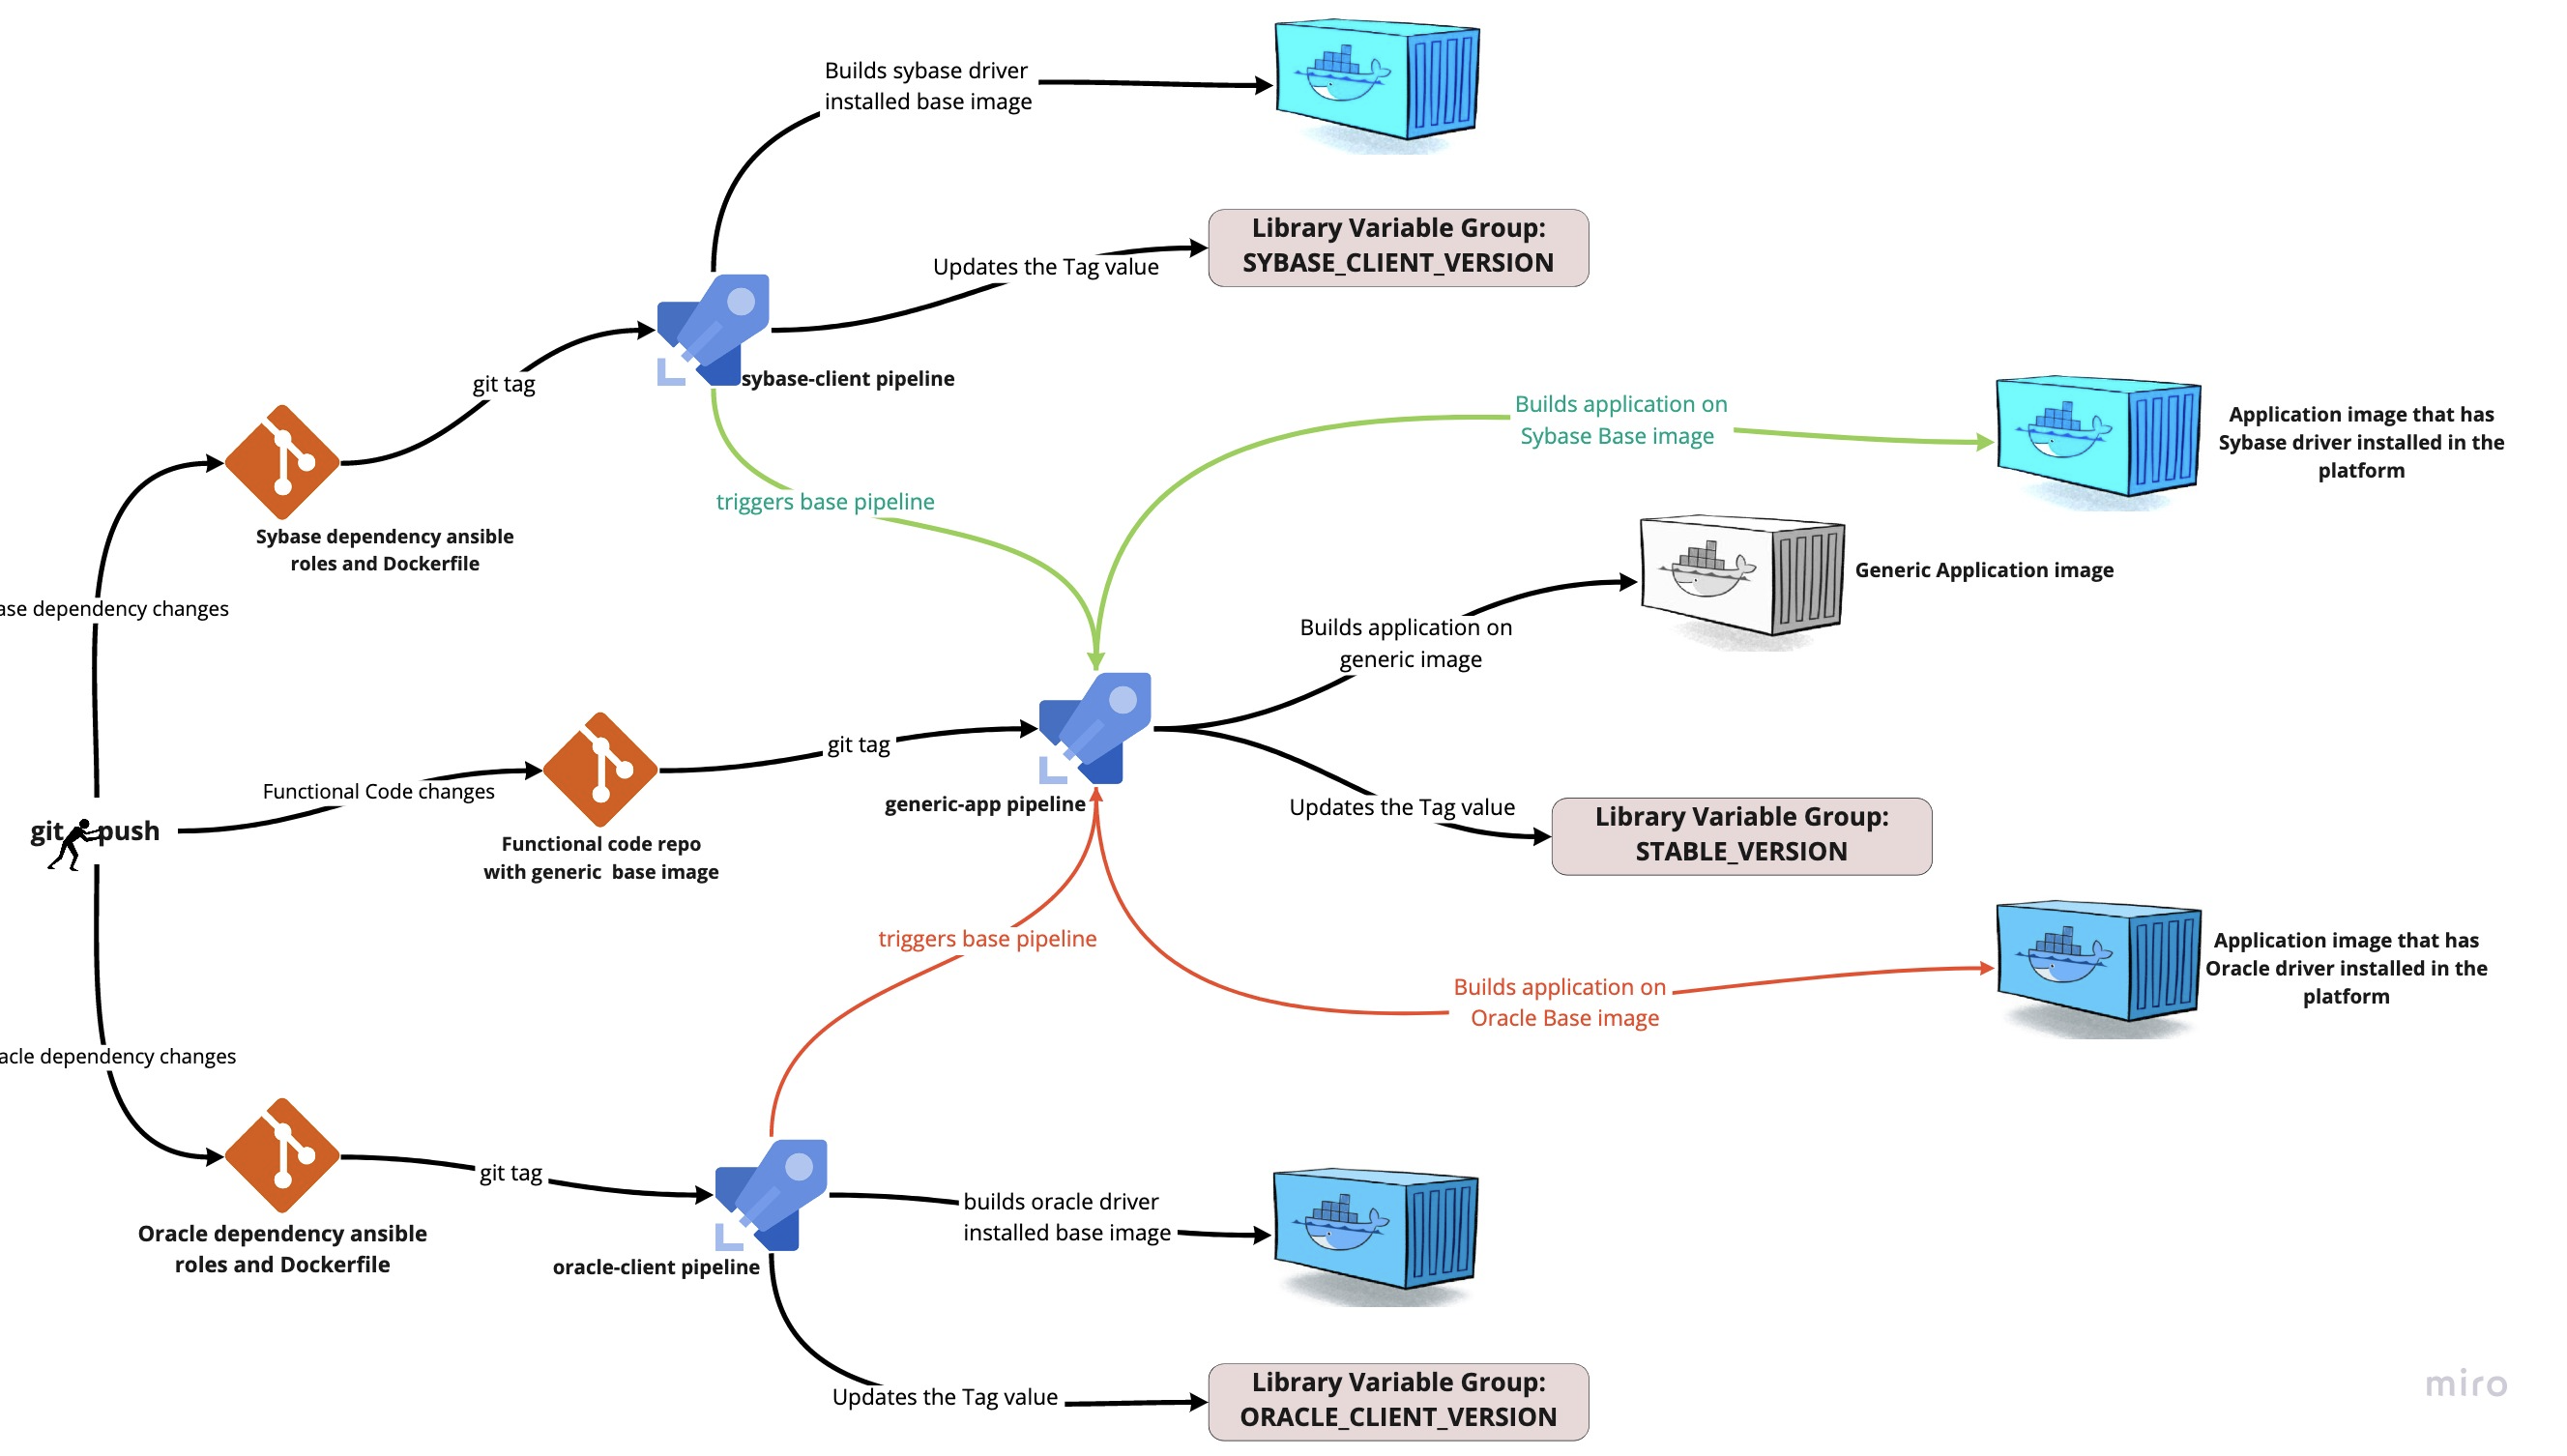 Builds sybase driver
installed base image
Library Variable Group:
SYBASE_CLIENT_VERSION
Updates the Tag value
sybase-client pipeline
git tag
Builds application on
Sybase Base image
Application image that has
Sybase driver installed in the
platform
triggers base pipeline
Sybase dependency ansible
roles and Dockerfile
Generic Application image
ase dependency changes
Builds application on
generic image
git tag
Functional Code changes
generic-app pipeline
Updates the Tag value
Library Variable Group:
STABLE_VERSION
git push
Functional code repo
with generic base image
triggers base pipeline
Application image that has
Oracle driver installed in the
platform
Builds application on
Oracle Base image
acle dependency changes
git tag
builds oracle driver
installed base image
Oracle dependency ansible
roles and Dockerfile
oracle-client pipeline
Updates the Tag value
Library Variable Group:
ORACLE_CLIENT_VERSION
miro